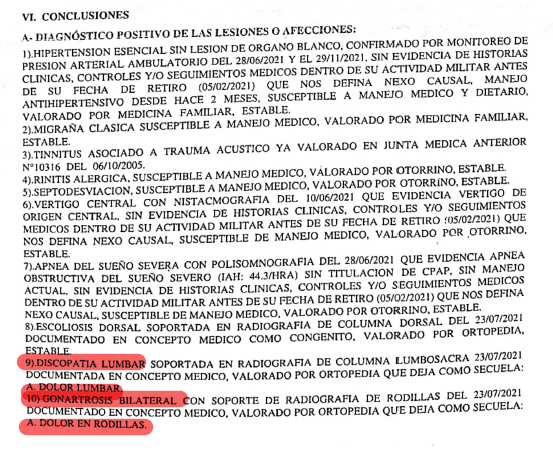 VI. CONCLUSIONES
A- DIAGNÓSTICO POSITIVO DE LAS LESIONES O AFECCIONES:
1).HIPERTENSION ESENCIAL SIN LESION DE ORGANO BLANCO, CONFIRMADO POR MONITOREO DE
PRESION ARTERIAL AMBULATORIO DEL 28/06/2021 Y EL 29/11/2021, SIN EVIDENCIA DE HISTORIAS
CLINICAS, CONTROLES Y/O SEGUIMIENTOS MEDICOS DENTRO DE SU ACTIVIDAD MILITAR ANTES
DE SU FECHA DE RETIRO (05/02/2021) QUE NOS DEFINA NEXO CAUSAL, MANEJO
ANTIHIPERTENSIVO DESDE HACE 2 MESES, SUSCEPTIBLE A MANEJO MEDICO Y DIETARIO,
VALORADO POR MEDICINA FAMILIAR, ESTABLE.
2).MIGRAÑA CLASICA SUSCEPTIBLE A MANEJO MEDICO, VALORADO POR MEDICINA FAMILIAR,
ESTABLE.
3).TINNITUS ASOCIADO A TRAUMA ACUSTICO YA VALORADO EN JUNTA MEDICA ANTERIOR
N°10316 DEL 06/10/2005.
4).RINITIS ALERGICA, SUSCEPTIBLE A MANEJO MEDICO, VALORADO POR OTORRINO, ESTABLE.
5).SEPTODESVIACION, SUSCEPTIBLE A MANEJO MEDICO, VALORADO POR OTORRINO, ESTABLE.
6).VERTIGO CENTRAL CON NISTACMOGRAFIA DEL 10/06/2021 QUE EVIDENCIA VERTIGO DE
ORIGEN CENTRAL, SIN EVIDENCIA DE HISTORIAS CLINICAS, CONTROLES Y/O SEGUIMIENTOS
MEDICOS DENTRO DE SU ACTIVIDAD MILITAR ANTES DE SU FECHA DE RETIRO (05/02/2021) QUE
NOS DEFINA NEXO CAUSAL, SUSCEPTIBLE DE MANEJO MEDICO, VALORADO POR OTORRINO,
ESTABLE.
7).APNEA DEL SUEÑO SEVERA CON POLISOMNOGRAFIA DEL 28/06/2021 QUE EVIDENCIA APNEA
OBSTRUCTIVA DEL SUEÑO SEVERO (IAH: 44.3/HRA) SIN TITULACION DE CPAP, SIN MANEJO
ACTUAL, SIN EVIDENCIA DE HISTORIAS CLINICAS, CONTROLES Y/O SEGUIMIENTOS MEDICOS
DENTRO DE SU ACTIVIDAD MILITAR ANTES DE SU FECHA DE RETIRO (05/02/2021) QUE NOS DEFINA
NEXO CAUSAL, SUSCEPTIBLE DE MANEJO MEDICO, VALORADO POR OTORRINO, ESTABLE.
8).ESCOLIOSIS DORSAL SOPORTADA EN RADIOGRAFIA DE COLUMNA DORSAL DEL 23/07/2021
DOCUMENTADO EN CONCEPTO MEDICO COMO CONGENITO, VALORADO POR ORTOPEDIA,
ESTABLE.
9).DISCOPATIA LUMBAR SOPORTADA EN RADIOGRAFIA DE COLUMNA LUMBOSACRA 23/07/2021
DOCUMENTADA EN CONCEPTO MEDICO, VALORADO POR ORTOPEDIA QUE DEJA COMO SECUELA:
A. DOLOR LUMBAR.
10).GONARTROSIS BILATERAL CON SOPORTE DE RADIOGRAFIA DE RODILLAS DEL 23/07/2021
DOCUMENTADO EN CONCEPTO MEDICO, VALORADO POR ORTOPEDIA QUE DEJA COMO SECUELA:
A. DOLOR EN RODILLAS.